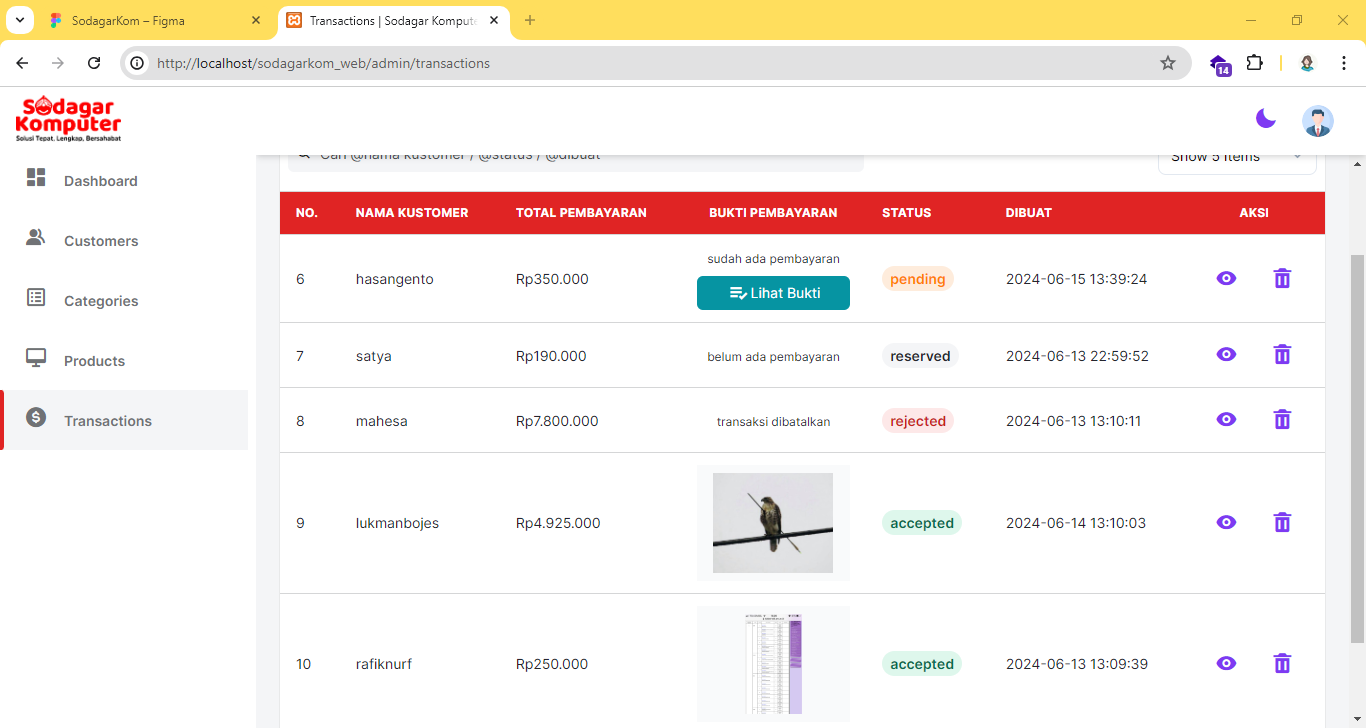 SodagarKom – Figma
Transactions | Sodagar Kompute
http://localhost/sodagarkom_web/admin/transactions
14
Sodagar
Komputer
Solusi Tepat, Lengkap, Bersahabat
Cari @nama kustomer / @status / @dibuat
Show 5 items
Dashboard
Customers
Categories
Products
Transactions
NO. NAMA KUSTOMER TOTAL PEMBAYARAN BUKTI PEMBAYARAN STATUS DIBUAT AKSI
sudah ada pembayaran
6 hasangento Rp350.000 Lihat Bukti pending 2024-06-15 13:39:24
7 satya Rp190.000 belum ada pembayaran reserved 2024-06-13 22:59:52
8 mahesa Rp7.800.000 transaksi dibatalkan rejected 2024-06-13 13:10:11
9 lukmanbojes Rp4.925.000 accepted 2024-06-14 13:10:03
10 rafiknurf Rp250.000 accepted 2024-06-13 13:09:39